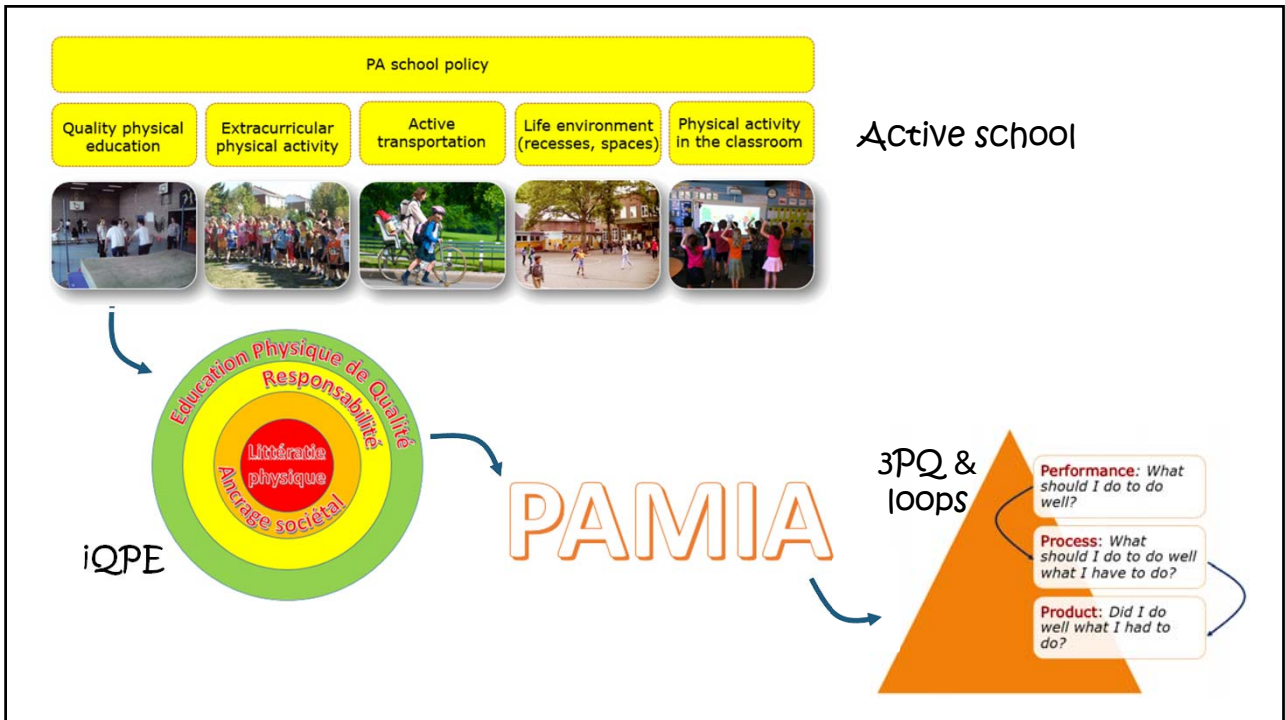 PA school policy
Quality physical
education
Extracurricular
physical activity
Active
transportation
Life environment
(recesses, spaces)
Physical activity
in the classroom
Active school
Education Physique de Qualité
Responsabilité
Ancrage sociétal
Littératie
physique
iQPE
PAMIA
3PQ &
loops
Performance: What
should I do to do
well?
Process: What
should I do to do well
what I have to do?
Product: Did I do
well what I had to
do?